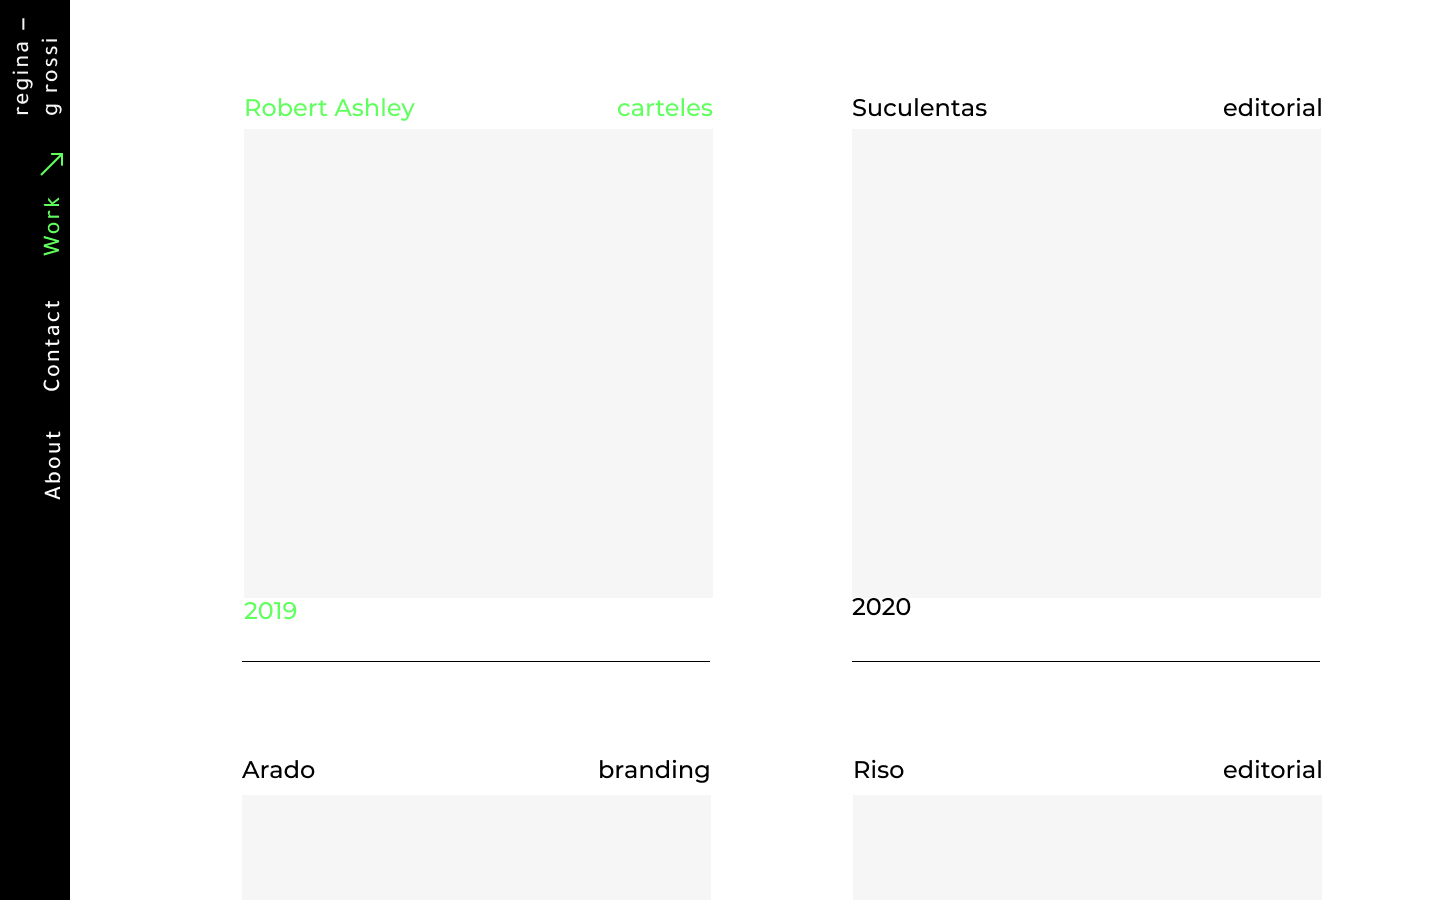 regina –
g rossi
Work
Contact
About
Robert Ashley carteles
2019
Suculentas editorial
2020
Arado branding
Riso editorial